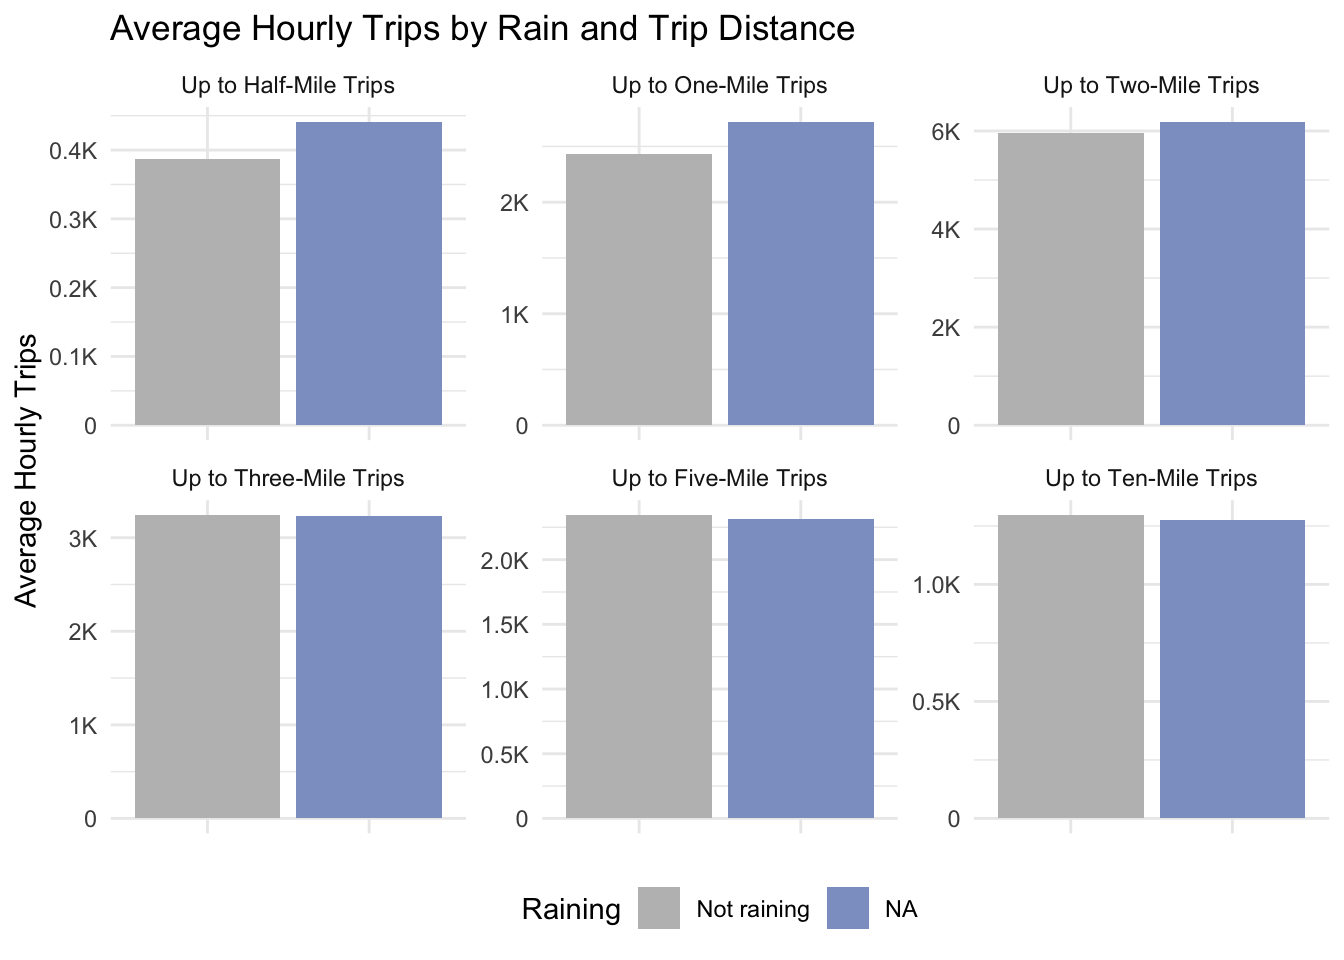 Average Hourly Trips by Rain and Trip Distance
Up to Half-Mile Trips
Up to One-Mile Trips
Up to Two-Mile Trips
0.4K
0.3K
0.2K
0.1K
0
2K
1K
0
6K
4K
2K
0
Average Hourly Trips
Up to Three-Mile Trips
Up to Five-Mile Trips
Up to Ten-Mile Trips
3K
2K
1K
0
2.0K
1.5K
1.0K
0.5K
0
1.0K
0.5K
0
Raining Not raining NA